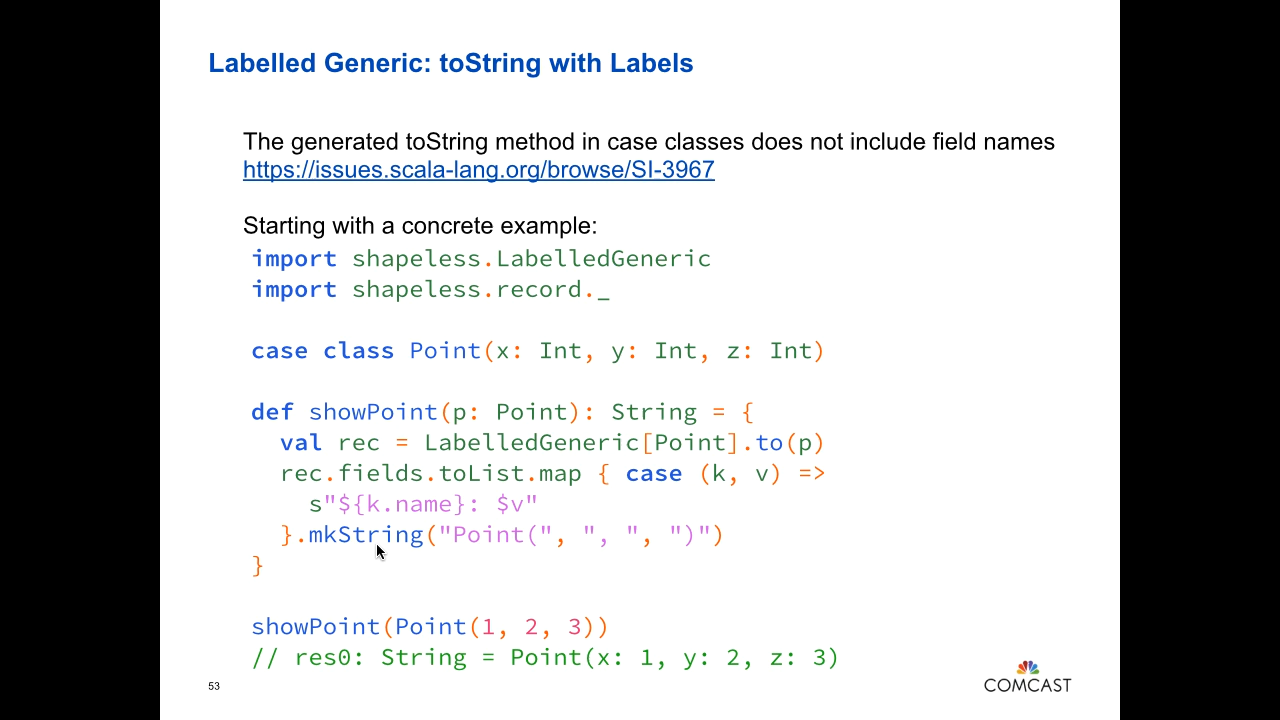 Labelled Generic: toString with Labels
The generated toString method in case classes does not include field names
https://issues.scala-lang.org/browse/SI-3967
Starting with a concrete example:
import shapeless.LabelledGeneric
import shapeless.record._
case class Point(x: Int, y: Int, z: Int)
def showPoint(p: Point): String = {
  val rec = LabelledGeneric[Point].to(p)
  rec.fields.toList.map { case (k, v) =>
    s"${k.name}: $v"
  }.mkString("Point(", ", ", ")")
}
showPoint(Point(1, 2, 3))
// res0: String = Point(x: 1, y: 2, z: 3)
53
COMCAST